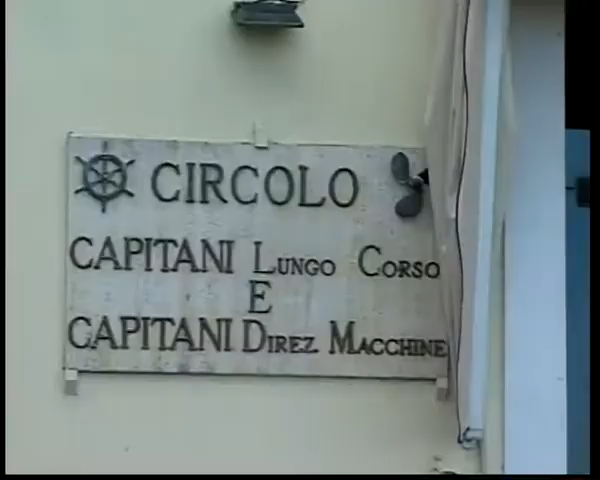 CIRCOLO
CAPITANI LUNGO CORSO
E
CAPITANI DIREZ MACCHINE